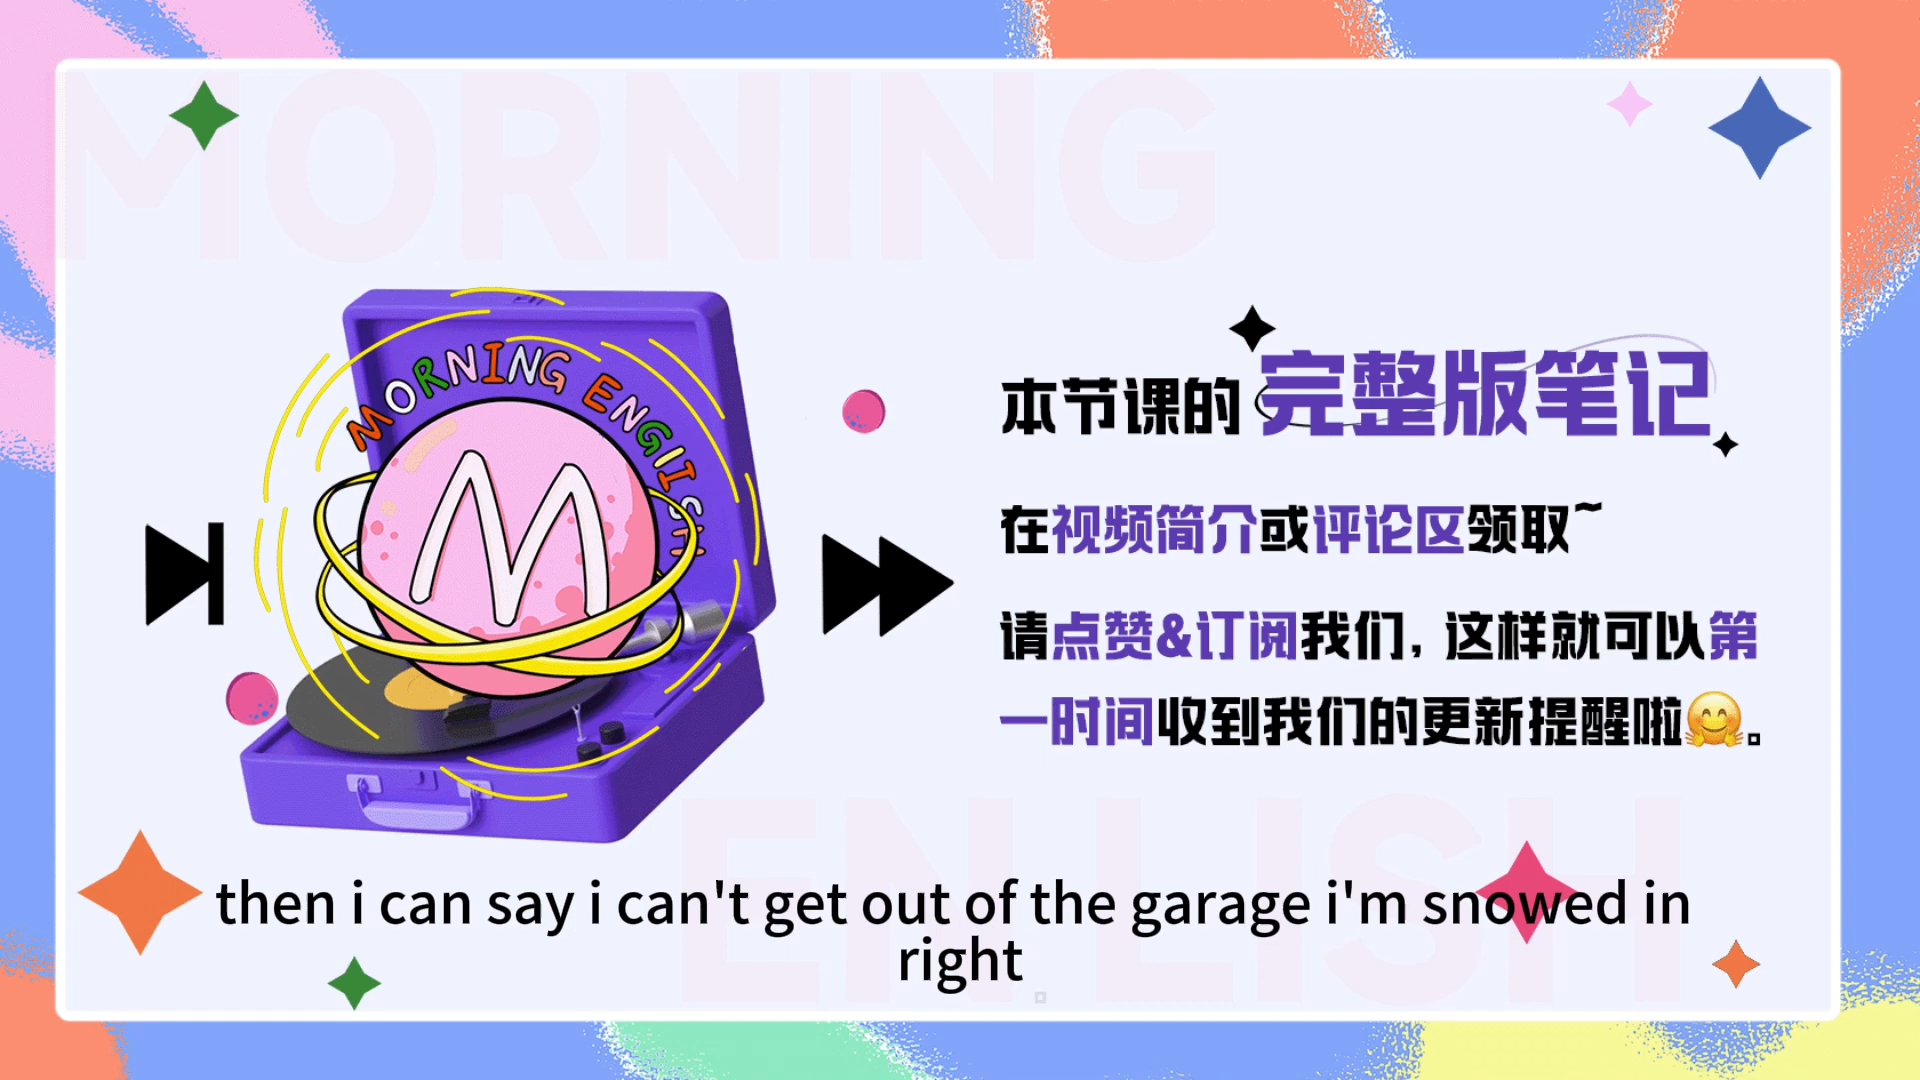 MORNING
MORNING ENGlISH
M
本节课的完整版笔记
在视频简介或评论区领取~
请点赞&订阅我们，这样就可以第
一时间收到我们的更新提醒啦🤗。
EN LISH
then i can say i can't get out of the garage i'm snowed in
right